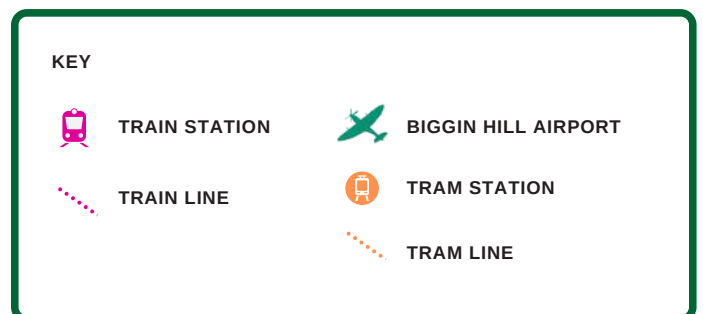 KEY
TRAIN STATION
TRAIN LINE
BIGGIN HILL AIRPORT
TRAM STATION
TRAM LINE